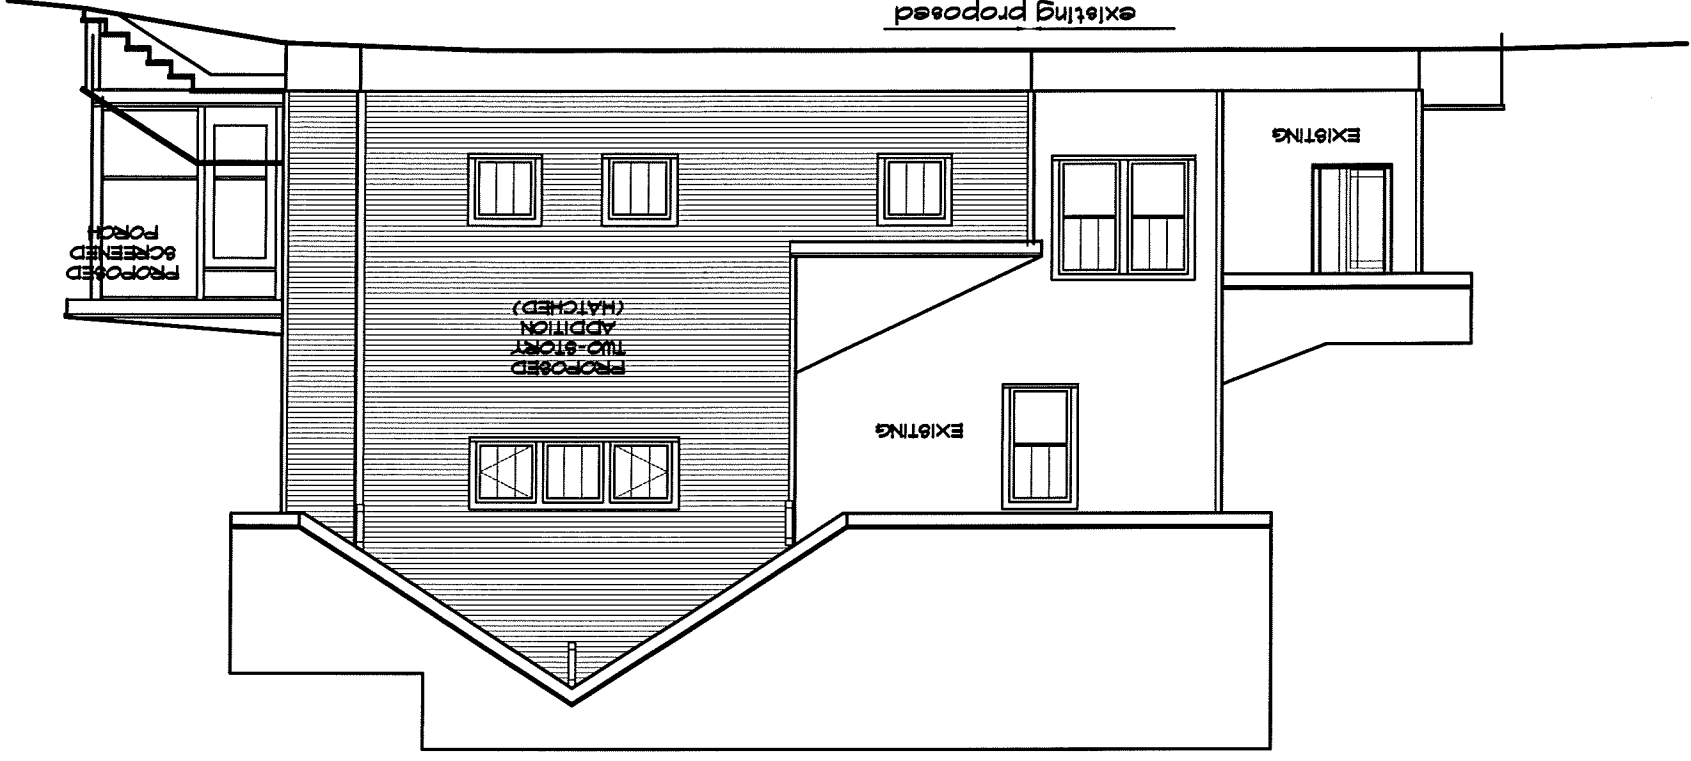 EXISTING
PROPOSED
TWO-STORY
ADDITION
(HATCHED)
PROPOSED
SCREENED
PORCH
EXISTING
existing proposed